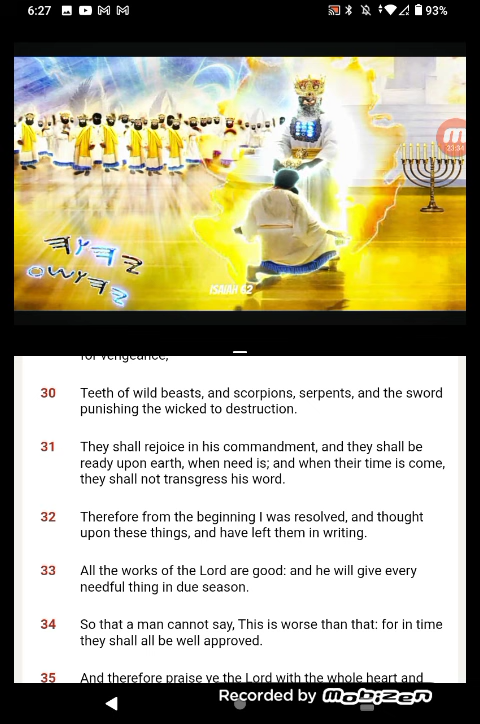 6:27
93%
23:34
𐤉𐤄𐤅𐤄
𐤉𐤄𐤅𐤔𐤏
ISAIAH 62
for vengeance;
30 Teeth of wild beasts, and scorpions, serpents, and the sword
punishing the wicked to destruction.
31 They shall rejoice in his commandment, and they shall be
ready upon earth, when need is; and when their time is come,
they shall not transgress his word.
32 Therefore from the beginning I was resolved, and thought
upon these things, and have left them in writing.
33 All the works of the Lord are good: and he will give every
needful thing in due season.
34 So that a man cannot say, This is worse than that: for in time
they shall all be well approved.
35 And therefore praise ye the Lord with the whole heart and
Recorded by Mobizen